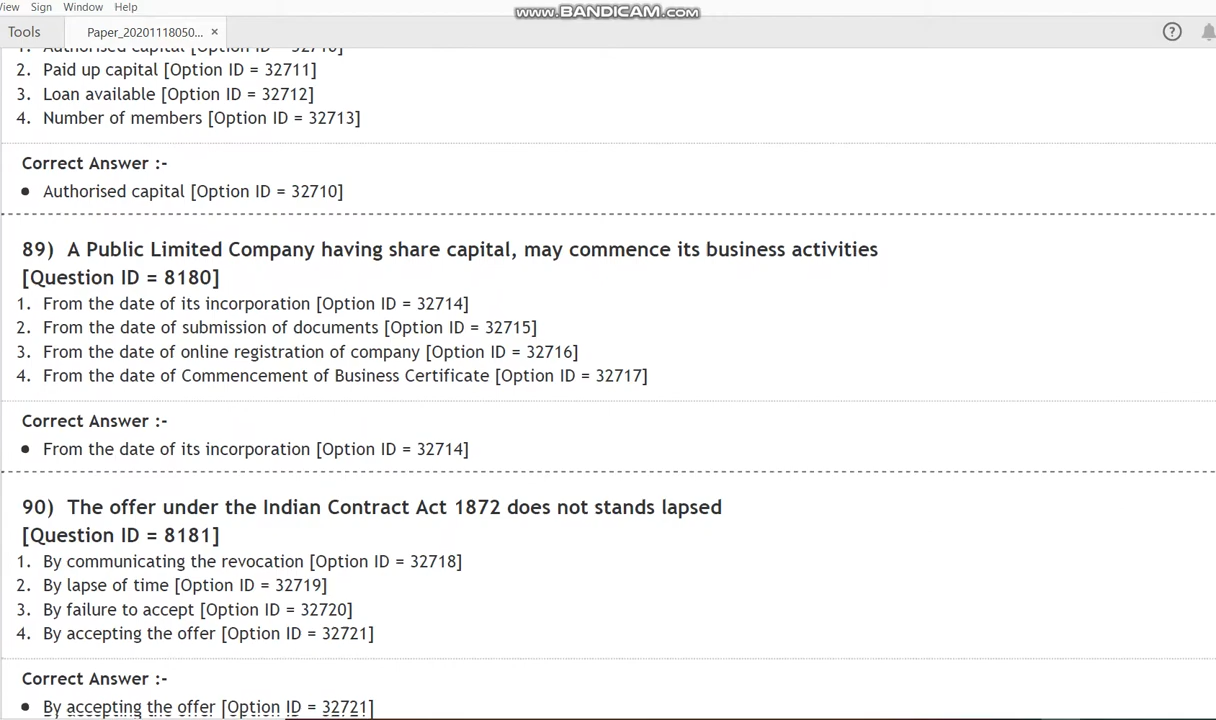 View Sign Window Help
www.BANDICAM.com
Tools Paper_20201118050... ×
1. Authorised capital [Option ID = 32710]
2. Paid up capital [Option ID = 32711]
3. Loan available [Option ID = 32712]
4. Number of members [Option ID = 32713]
Correct Answer :-
• Authorised capital [Option ID = 32710]
89) A Public Limited Company having share capital, may commence its business activities
[Question ID = 8180]
1. From the date of its incorporation [Option ID = 32714]
2. From the date of submission of documents [Option ID = 32715]
3. From the date of online registration of company [Option ID = 32716]
4. From the date of Commencement of Business Certificate [Option ID = 32717]
Correct Answer :-
• From the date of its incorporation [Option ID = 32714]
90) The offer under the Indian Contract Act 1872 does not stands lapsed
[Question ID = 8181]
1. By communicating the revocation [Option ID = 32718]
2. By lapse of time [Option ID = 32719]
3. By failure to accept [Option ID = 32720]
4. By accepting the offer [Option ID = 32721]
Correct Answer :-
• By accepting the offer [Option ID = 32721]